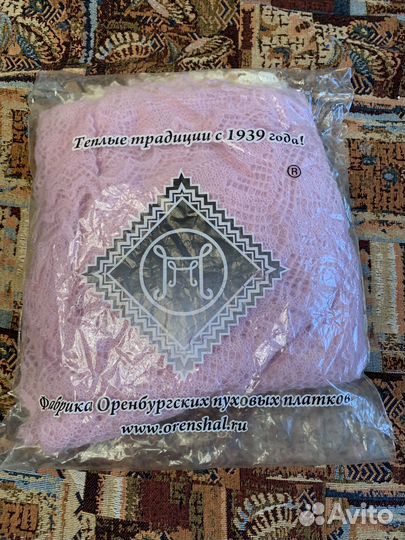 Теплые традиции с 1939 года!
®
Фабрика Оренбургских пуховых платков
www.orenshal.ru
Avito